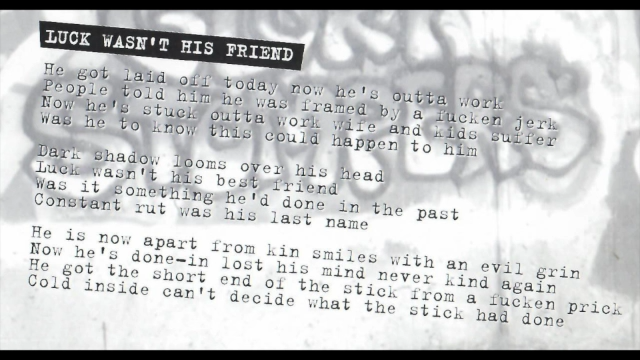 LUCK WASN'T HIS FRIEND
He got laid off today now he's outta work
People told him he was framed by a fucken jerk
Now he's stuck outta work wife and kids suffer
Was he to know this could happen to him
Dark shadow looms over his head
Luck wasn't his best friend
Was it something he'd done in the past
Constant rut was his last name
He is now apart from kin smiles with an evil grin
Now he's done-in lost his mind never kind again
He got the short end of the stick from a fucken prick
Cold inside can't decide what the stick had done